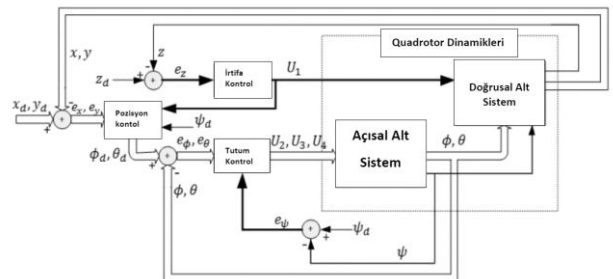 x, y
z
Quadrotor Dinamikleri
z_d
e_z
İrtifa Kontrol
U_1
Doğrusal Alt Sistem
x_d, y_d
e_x, e_y
Pozisyon kontol
ψ_d
Açısal Alt Sistem
ϕ_d, θ_d
e_ϕ, e_θ
Tutum Kontrol
U_2, U_3, U_4
ϕ, θ
ϕ, θ
e_ψ
ψ_d
ψ